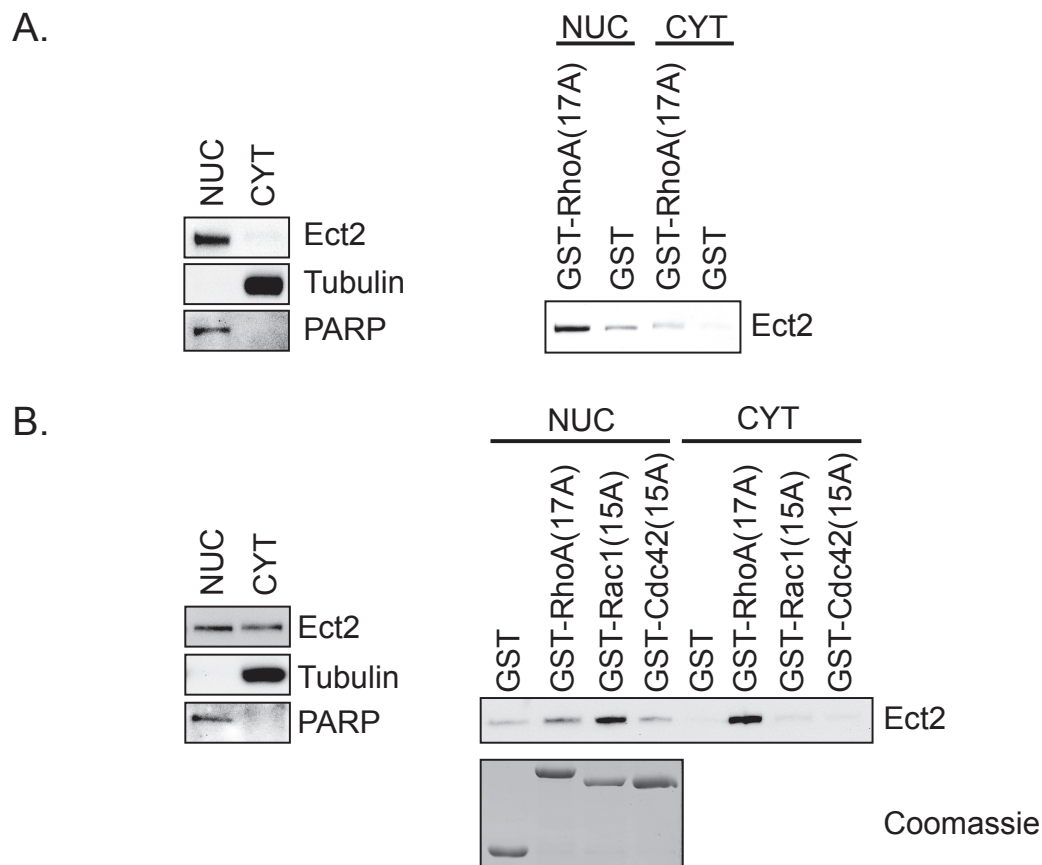 A.
NUC
CYT
Ect2
Tubulin
PARP
NUC CYT
GST-RhoA(17A)
GST
GST-RhoA(17A)
GST
Ect2
B.
NUC
CYT
Ect2
Tubulin
PARP
NUC CYT
GST
GST-RhoA(17A)
GST-Rac1(15A)
GST-Cdc42(15A)
GST
GST-RhoA(17A)
GST-Rac1(15A)
GST-Cdc42(15A)
Ect2
Coomassie